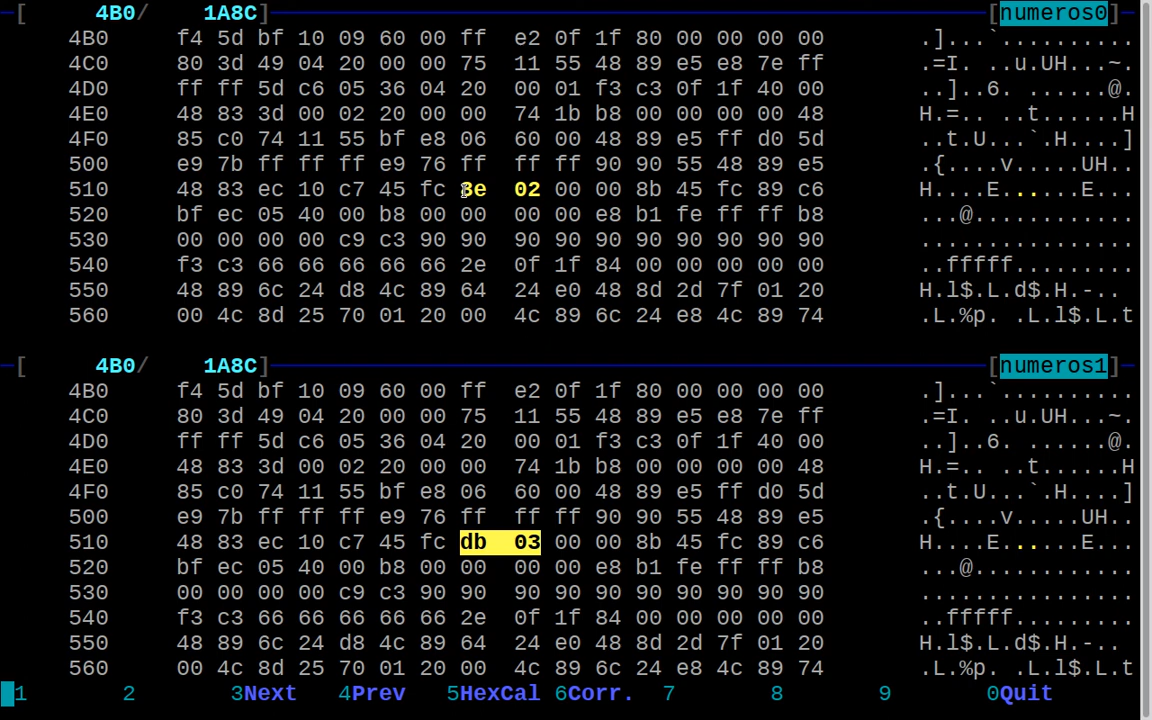 [ 4B0/ 1A8C] [numeros0]
4B0 f4 5d bf 10 09 60 00 ff e2 0f 1f 80 00 00 00 00 .]...`..........
4C0 80 3d 49 04 20 00 00 75 11 55 48 89 e5 e8 7e ff .=I. ..u.UH...~.
4D0 ff ff 5d c6 05 36 04 20 00 01 f3 c3 0f 1f 40 00 ..]..6. ......@.
4E0 48 83 3d 00 02 20 00 00 74 1b b8 00 00 00 00 48 H.=.. ..t......H
4F0 85 c0 74 11 55 bf e8 06 60 00 48 89 e5 ff d0 5d ..t.U...`.H....]
500 e9 7b ff ff ff e9 76 ff ff ff 90 90 55 48 89 e5 .{....v.....UH..
510 48 83 ec 10 c7 45 fc 3e 02 00 00 8b 45 fc 89 c6 H....E......E...
520 bf ec 05 40 00 b8 00 00 00 00 e8 b1 fe ff ff b8 ...@............
530 00 00 00 00 c9 c3 90 90 90 90 90 90 90 90 90 90 ................
540 f3 c3 66 66 66 66 66 2e 0f 1f 84 00 00 00 00 00 ..fffff.........
550 48 89 6c 24 d8 4c 89 64 24 e0 48 8d 2d 7f 01 20 H.l$.L.d$.H.-..
560 00 4c 8d 25 70 01 20 00 4c 89 6c 24 e8 4c 89 74 .L.%p. .L.l$.L.t
[ 4B0/ 1A8C] [numeros1]
4B0 f4 5d bf 10 09 60 00 ff e2 0f 1f 80 00 00 00 00 .]...`..........
4C0 80 3d 49 04 20 00 00 75 11 55 48 89 e5 e8 7e ff .=I. ..u.UH...~.
4D0 ff ff 5d c6 05 36 04 20 00 01 f3 c3 0f 1f 40 00 ..]..6. ......@.
4E0 48 83 3d 00 02 20 00 00 74 1b b8 00 00 00 00 48 H.=.. ..t......H
4F0 85 c0 74 11 55 bf e8 06 60 00 48 89 e5 ff d0 5d ..t.U...`.H....]
500 e9 7b ff ff ff e9 76 ff ff ff 90 90 55 48 89 e5 .{....v.....UH..
510 48 83 ec 10 c7 45 fc db 03 00 00 8b 45 fc 89 c6 H....E......E...
520 bf ec 05 40 00 b8 00 00 00 00 e8 b1 fe ff ff b8 ...@............
530 00 00 00 00 c9 c3 90 90 90 90 90 90 90 90 90 90 ................
540 f3 c3 66 66 66 66 66 2e 0f 1f 84 00 00 00 00 00 ..fffff.........
550 48 89 6c 24 d8 4c 89 64 24 e0 48 8d 2d 7f 01 20 H.l$.L.d$.H.-..
560 00 4c 8d 25 70 01 20 00 4c 89 6c 24 e8 4c 89 74 .L.%p. .L.l$.L.t
1 2 3Next 4Prev 5HexCal 6Corr. 7 8 9 0Quit